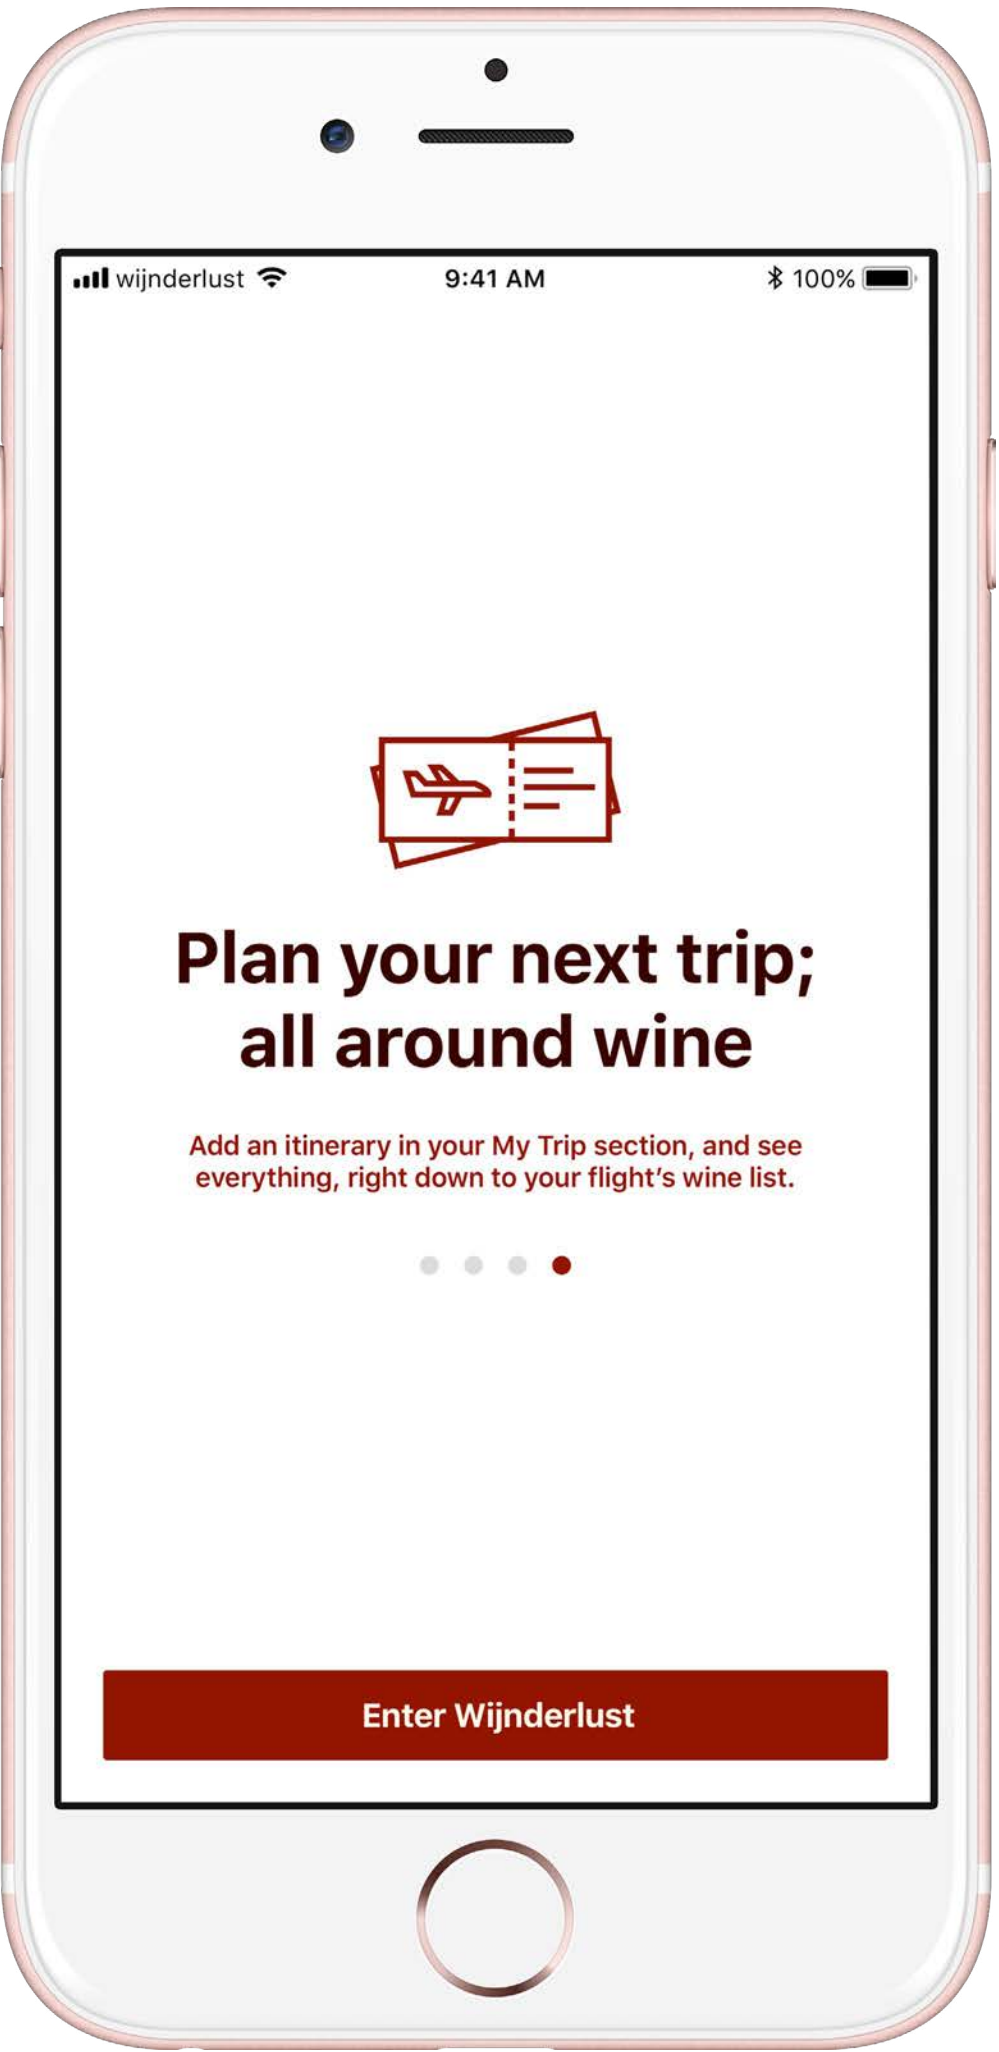 wijnderlust 9:41 AM 100%
Plan your next trip;
all around wine
Add an itinerary in your My Trip section, and see
everything, right down to your flight’s wine list.
Enter Wijnderlust